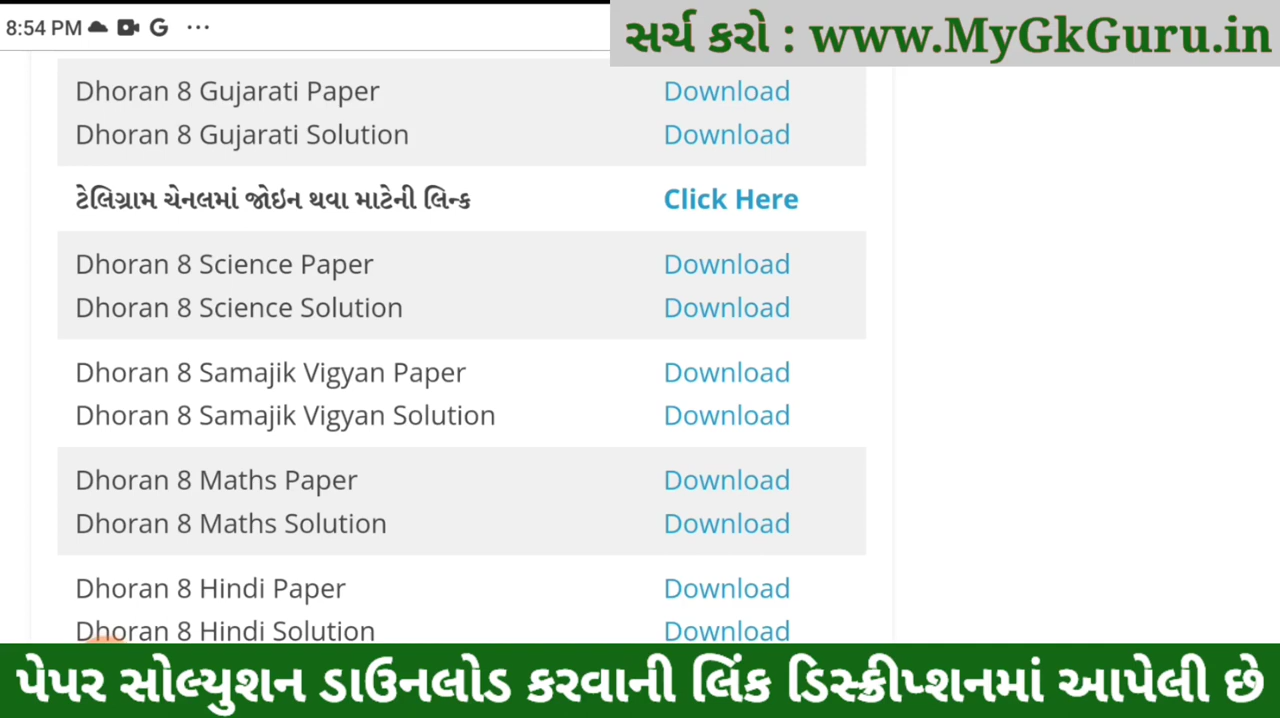 8:54 PM
સર્ચ કરો : www.MyGkGuru.in
Dhoran 8 Gujarati Paper Download
Dhoran 8 Gujarati Solution Download
ટેલિગ્રામ ચેનલમાં જોઇન થવા માટેની લિન્ક Click Here
Dhoran 8 Science Paper Download
Dhoran 8 Science Solution Download
Dhoran 8 Samajik Vigyan Paper Download
Dhoran 8 Samajik Vigyan Solution Download
Dhoran 8 Maths Paper Download
Dhoran 8 Maths Solution Download
Dhoran 8 Hindi Paper Download
Dhoran 8 Hindi Solution Download
પેપર સોલ્યુશન ડાઉનલોડ કરવાની લિંક ડિસ્ક્રીપ્શનમાં આપેલી છે